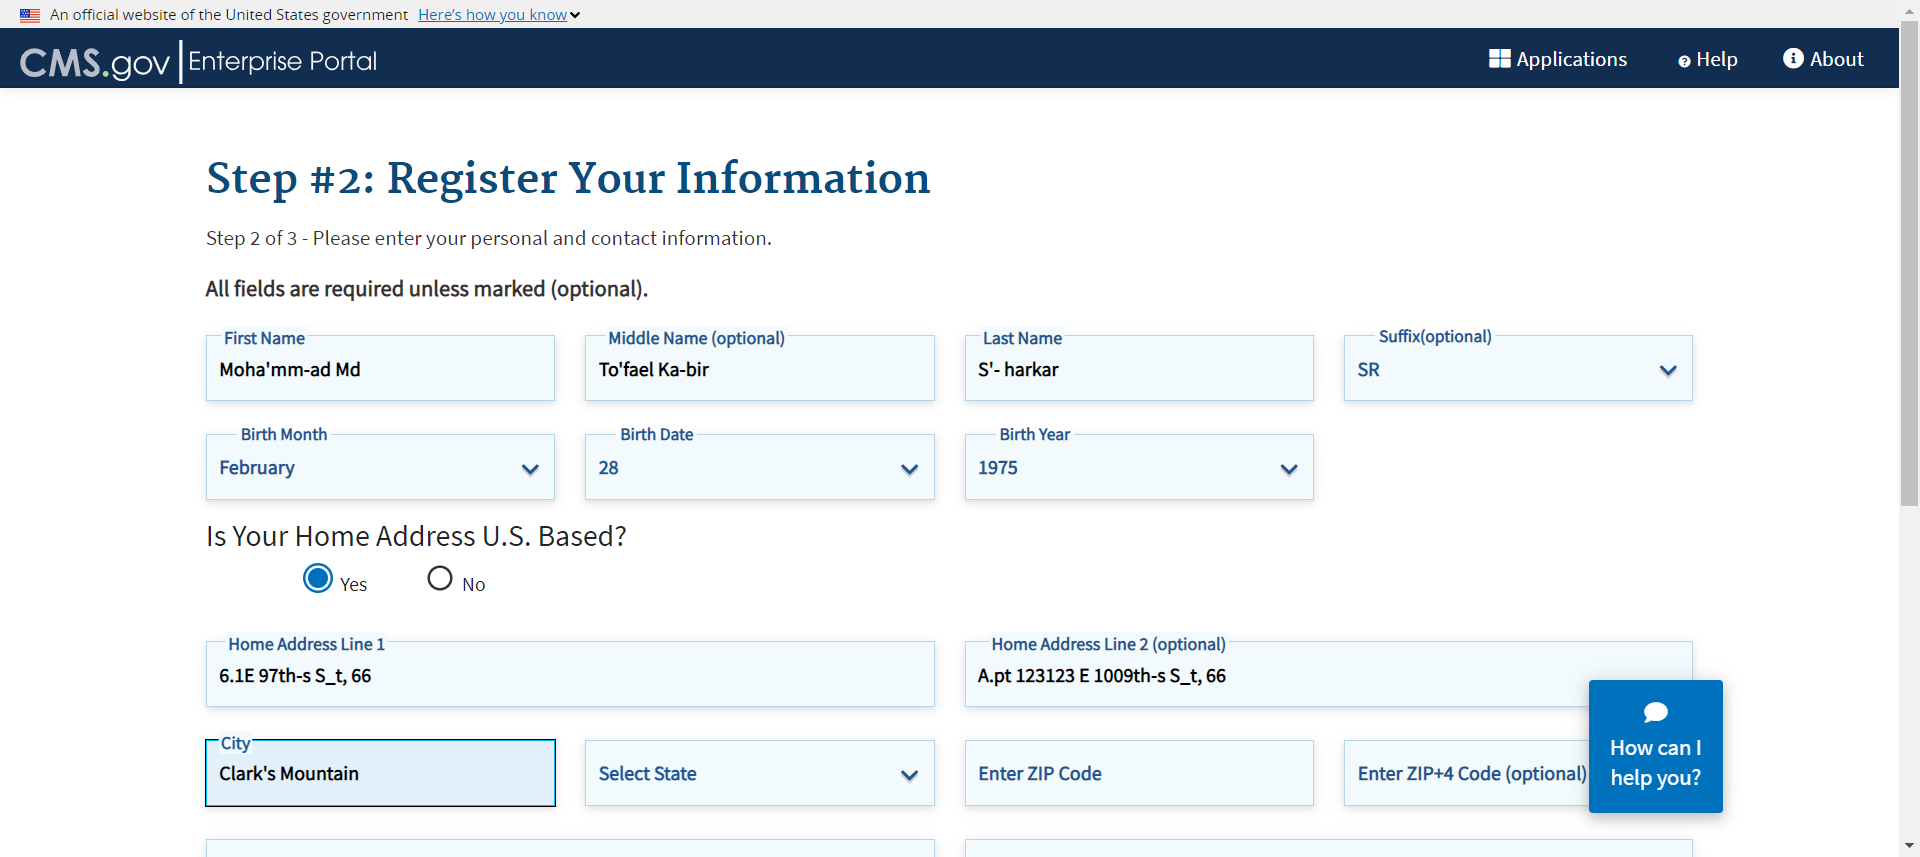 An official website of the United States government Here's how you know
CMS.gov Enterprise Portal
Applications
Help
About
Step #2: Register Your Information
Step 2 of 3 - Please enter your personal and contact information.
All fields are required unless marked (optional).
First Name
Middle Name (optional)
Last Name
Suffix(optional)
Moha'mm-ad Md
To'fael Ka-bir
S'- harkar
SR
Birth Month
Birth Date
Birth Year
February
28
1975
Is Your Home Address U.S. Based?
Yes
No
Home Address Line 1
Home Address Line 2 (optional)
6.1E 97th-s S_t, 66
A.pt 123123 E 1009th-s S_t, 66
City
Clark's Mountain
Select State
Enter ZIP Code
Enter ZIP+4 Code (optional)
How can I
help you?